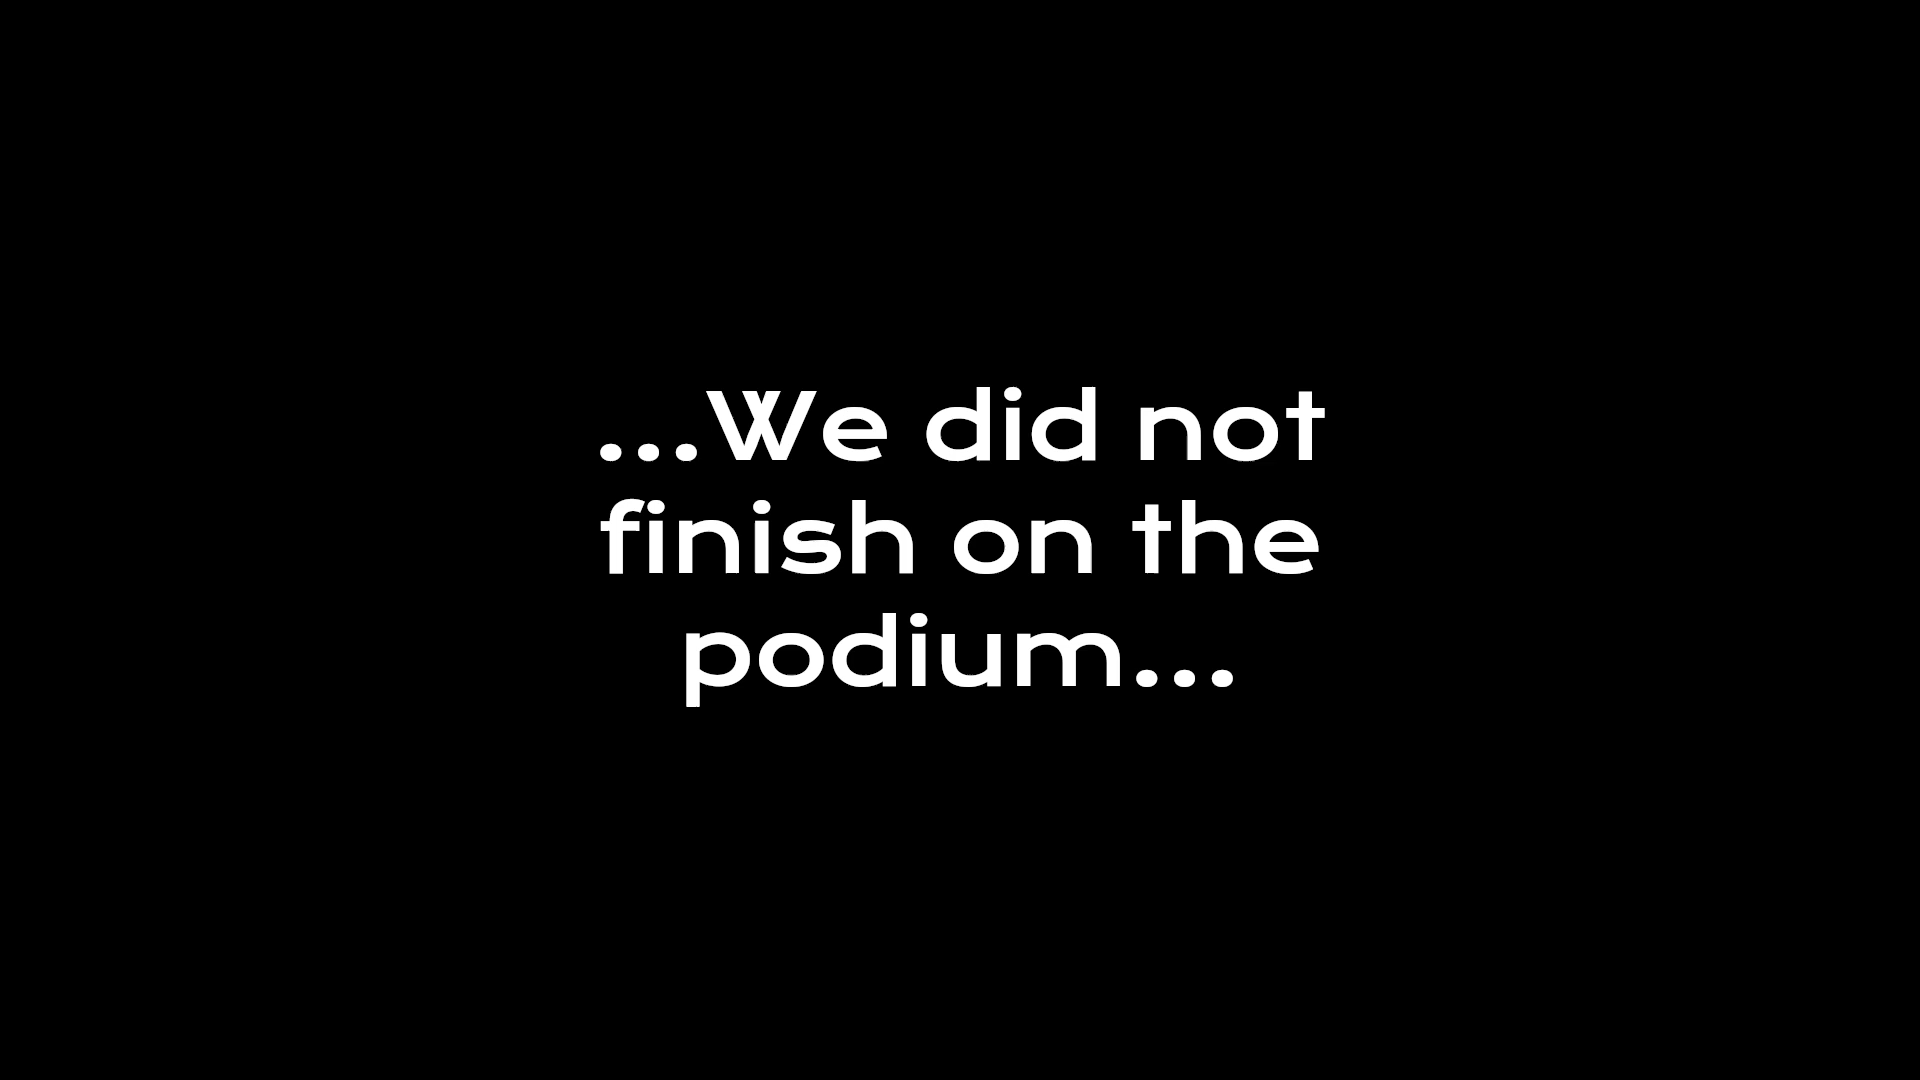 ...We did not
finish on the
podium...